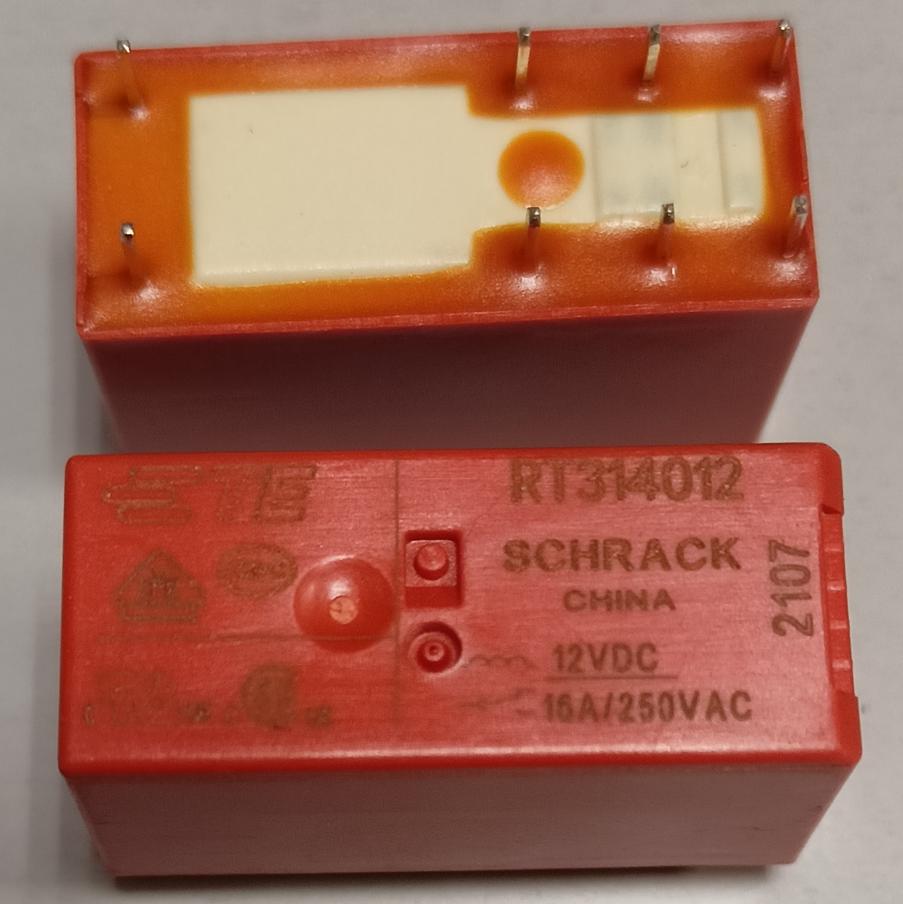 TE
RT314012
SCHRACK
CHINA
2107
12VDC
16A/250VAC